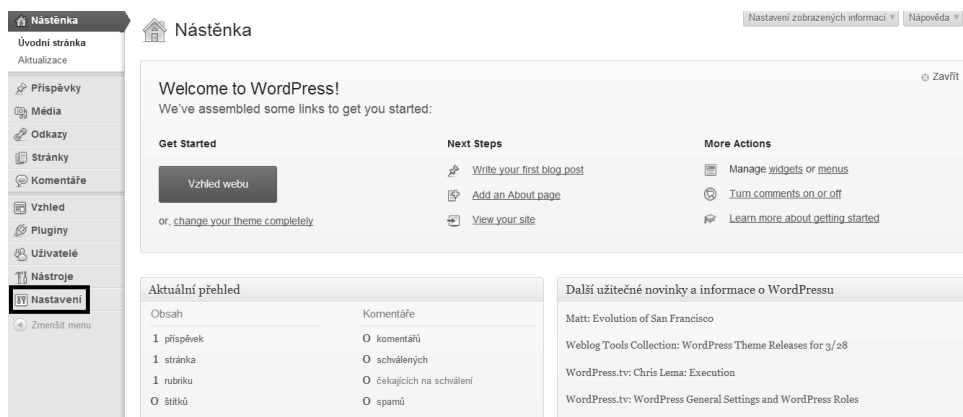 Nástěnka
Úvodní stránka
Aktualizace
Příspěvky
Média
Odkazy
Stránky
Komentáře
Vzhled
Pluginy
Uživatelé
Nástroje
Nastavení
Zmenšit menu
Nastavení zobrazených informací
Nápověda
Nástěnka
Zavřít
Welcome to WordPress!
We've assembled some links to get you started:
Get Started
Vzhled webu
or, change your theme completely
Next Steps
Write your first blog post
Add an About page
View your site
More Actions
Manage widgets or menus
Turn comments on or off
Learn more about getting started
Aktuální přehled
Obsah
1 příspěvek
1 stránka
1 rubriku
0 štítků
Komentáře
0 komentářů
0 schválených
0 čekajících na schválení
0 spamů
Další užitečné novinky a informace o WordPressu
Matt: Evolution of San Francisco
Weblog Tools Collection: WordPress Theme Releases for 3/28
WordPress.tv: Chris Lema: Execution
WordPress.tv: WordPress General Settings and WordPress Roles